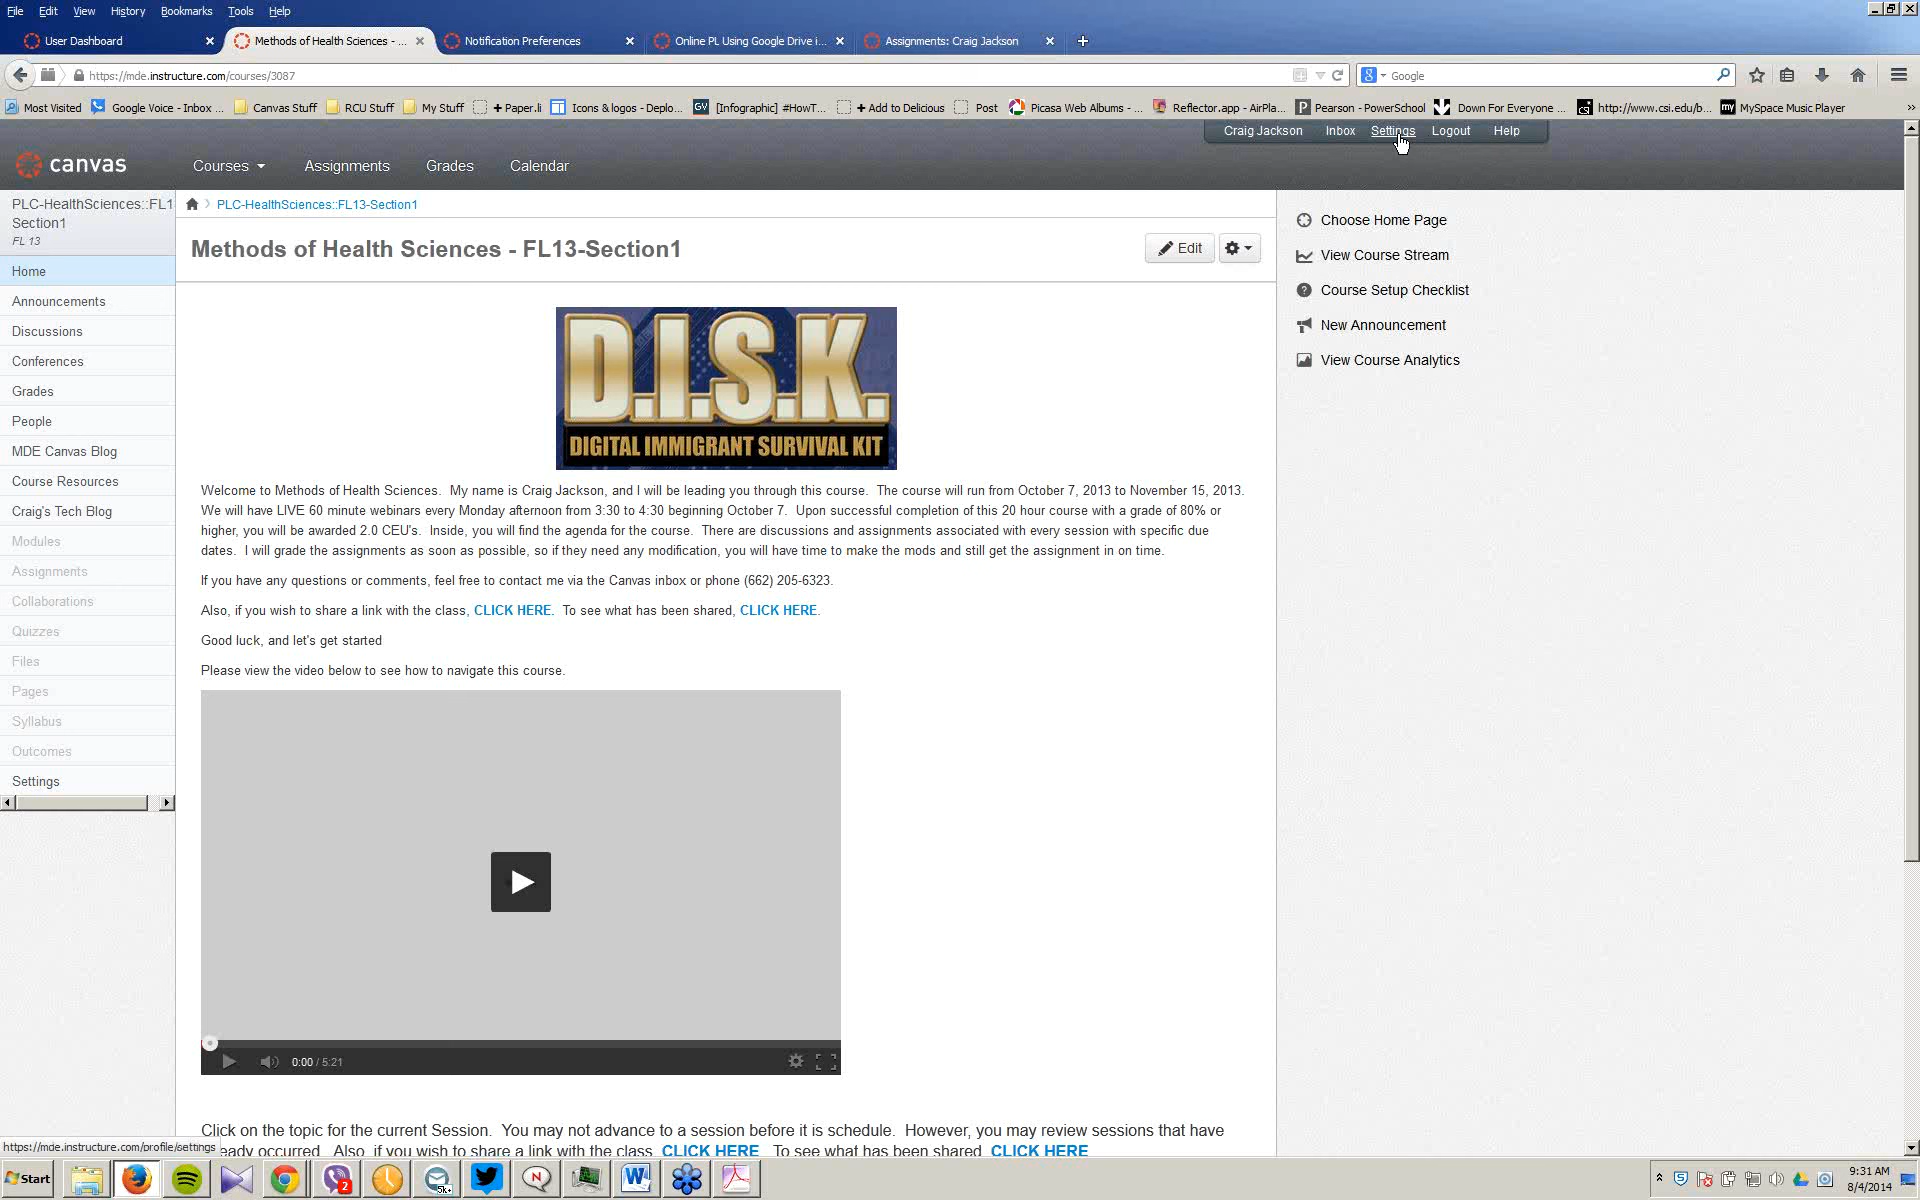 File Edit View History Bookmarks Tools Help
User Dashboard
Methods of Health Sciences - ...
Notification Preferences
Online PL Using Google Drive i...
Assignments: Craig Jackson
https://mde.instructure.com/courses/3087
Google
Most Visited
Google Voice - Inbox ...
Canvas Stuff
RCU Stuff
My Stuff
+ Paper.li
Icons & logos - Deplo...
[Infographic] #HowT...
+ Add to Delicious
Post
Picasa Web Albums - ...
Reflector.app - AirPla...
Pearson - PowerSchool
Down For Everyone ...
http://www.csi.edu/b...
MySpace Music Player
Craig Jackson Inbox Settings Logout Help
canvas
Courses Assignments Grades Calendar
PLC-HealthSciences::FL1
Section1
FL 13
Home
Announcements
Discussions
Conferences
Grades
People
MDE Canvas Blog
Course Resources
Craig's Tech Blog
Modules
Assignments
Collaborations
Quizzes
Files
Pages
Syllabus
Outcomes
Settings
PLC-HealthSciences::FL13-Section1
Methods of Health Sciences - FL13-Section1
Edit
D.I.S.K.
DIGITAL IMMIGRANT SURVIVAL KIT
Welcome to Methods of Health Sciences. My name is Craig Jackson, and I will be leading you through this course. The course will run from October 7, 2013 to November 15, 2013.
We will have LIVE 60 minute webinars every Monday afternoon from 3:30 to 4:30 beginning October 7. Upon successful completion of this 20 hour course with a grade of 80% or
higher, you will be awarded 2.0 CEU's. Inside, you will find the agenda for the course. There are discussions and assignments associated with every session with specific due
dates. I will grade the assignments as soon as possible, so if they need any modification, you will have time to make the mods and still get the assignment in on time.
If you have any questions or comments, feel free to contact me via the Canvas inbox or phone (662) 205-6323.
Also, if you wish to share a link with the class, CLICK HERE. To see what has been shared, CLICK HERE.
Good luck, and let's get started
Please view the video below to see how to navigate this course.
0:00 / 5:21
Click on the topic for the current Session. You may not advance to a session before it is schedule. However, you may review sessions that have
eady occurred Also if you wish to share a link with the class CLICK HERE To see what has been shared CLICK HERE
Choose Home Page
View Course Stream
Course Setup Checklist
New Announcement
View Course Analytics
https://mde.instructure.com/profile/settings
Start
2
5k+
9:31 AM
8/4/2014